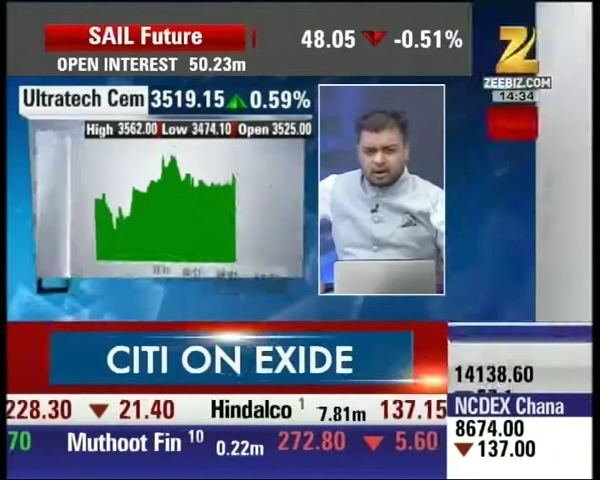 SAIL Future 48.05 -0.51%
OPEN INTEREST 50.23m
Z
ZEEBIZ.COM
14:34
Ultratech Cem 3519.15 0.59%
High 3562.00 Low 3474.10 Open 3525.00
CITI ON EXIDE
14138.60
228.30 21.40 Hindalco 1 7.81m 137.15
NCDEX Chana
8674.00
137.00
70 Muthoot Fin 10 0.22m 272.80 5.60